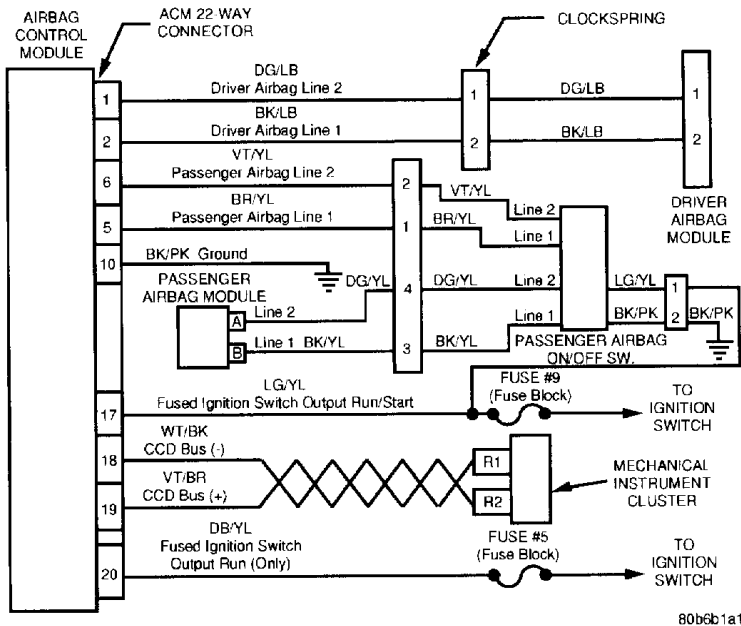 AIRBAG
CONTROL
MODULE
ACM 22-WAY
CONNECTOR
CLOCKSPRING
DG/LB
Driver Airbag Line 2
1
1
DG/LB
1
BK/LB
Driver Airbag Line 1
2
2
BK/LB
2
VT/YL
Passenger Airbag Line 2
6
2
VT/YL
Line 2
DRIVER
AIRBAG
MODULE
BR/YL
Passenger Airbag Line 1
5
1
BR/YL
Line 1
10
BK/PK Ground
PASSENGER
AIRBAG MODULE
DG/YL
4
DG/YL
Line 2
LG/YL
1
A
Line 2
B
Line 1 BK/YL
3
BK/YL
Line 1
BK/PK
2
BK/PK
PASSENGER AIRBAG
ON/OFF SW.
LG/YL
Fused Ignition Switch Output Run/Start
17
FUSE #9
(Fuse Block)
TO
IGNITION
SWITCH
WT/BK
CCD Bus (-)
18
R1
VT/BR
CCD Bus (+)
19
R2
MECHANICAL
INSTRUMENT
CLUSTER
DB/YL
Fused Ignition Switch
Output Run (Only)
20
FUSE #5
(Fuse Block)
TO
IGNITION
SWITCH
80b6b1a1